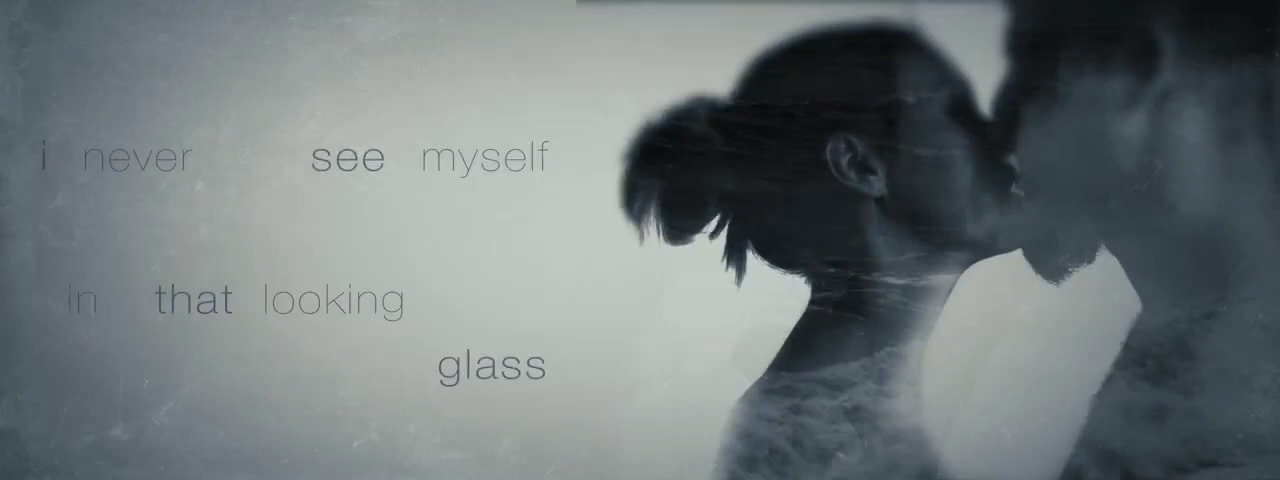 i never see myself
in that looking
glass